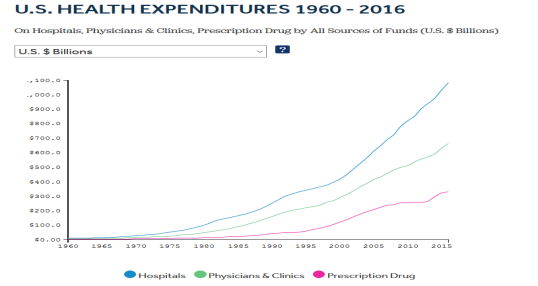 U.S. HEALTH EXPENDITURES 1960 – 2016
On Hospitals, Physicians & Clinics, Prescription Drug by All Sources of Funds (U.S. $ Billions)
U.S. $ Billions ?
,100.0
,000.0
$900.0
$800.0
$700.0
$600.0
$500.0
$400.0
$300.0
$200.0
$100.0
$0.00
1960 1965 1970 1975 1980 1985 1990 1995 2000 2005 2010 2015
Hospitals Physicians & Clinics Prescription Drug